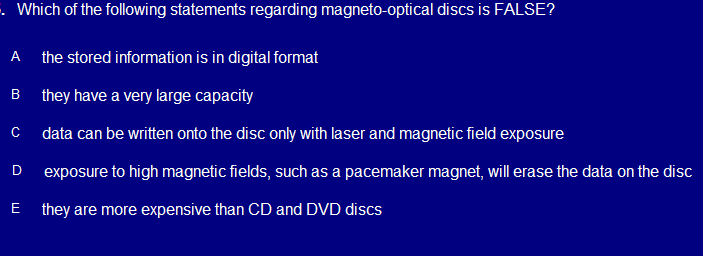 . Which of the following statements regarding magneto-optical discs is FALSE?
A the stored information is in digital format
B they have a very large capacity
C data can be written onto the disc only with laser and magnetic field exposure
D exposure to high magnetic fields, such as a pacemaker magnet, will erase the data on the disc
E they are more expensive than CD and DVD discs